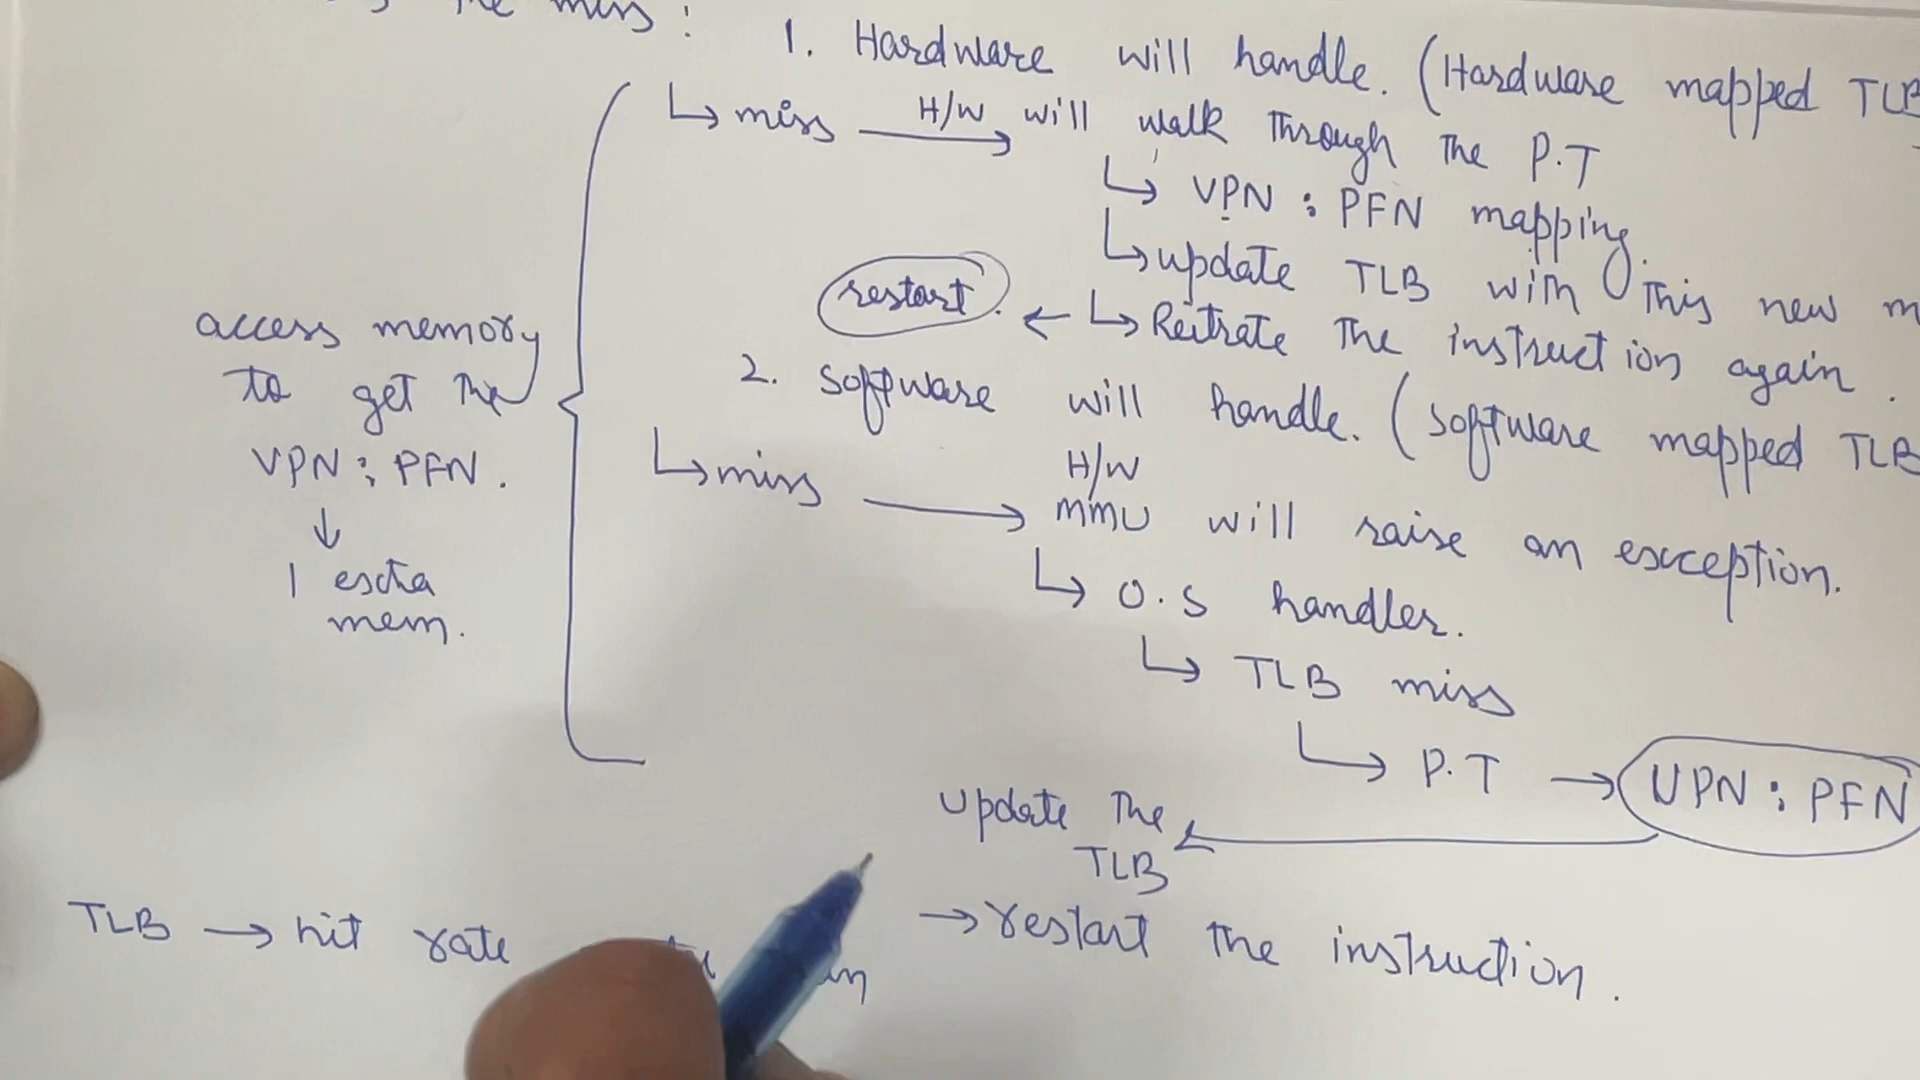 the miss :
1. Hardware will handle. (Hardware mapped TLB
↳ miss → H/W will walk through the P.T
↳ VPN : PFN mapping.
↳ update TLB with this new m
restart. ← ↳ Reitrate the instruction again.
access memory
to get the
VPN : PFN.
↓
1 extra
mem.
2. software will handle. (software mapped TLB
↳ miss → H/W
MMU will raise an exception.
↳ O.S handler.
↳ TLB miss
↳ P.T → VPN : PFN
Update the
TLB
→ restart the instruction.
TLB → hit rate